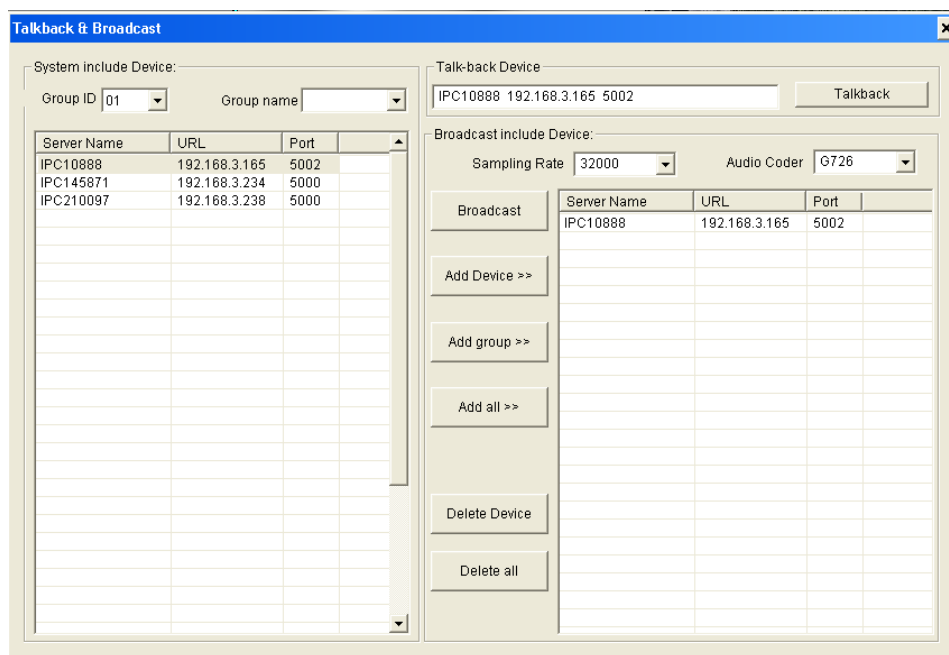 Talkback & Broadcast
System include Device:
Group ID 01 Group name
Server Name URL Port
IPC10888 192.168.3.165 5002
IPC145871 192.168.3.234 5000
IPC210097 192.168.3.238 5000
Talk-back Device
IPC10888 192.168.3.165 5002 Talkback
Broadcast include Device:
Sampling Rate 32000 Audio Coder G726
Broadcast
Add Device >>
Add group >>
Add all >>
Delete Device
Delete all
Server Name URL Port
IPC10888 192.168.3.165 5002